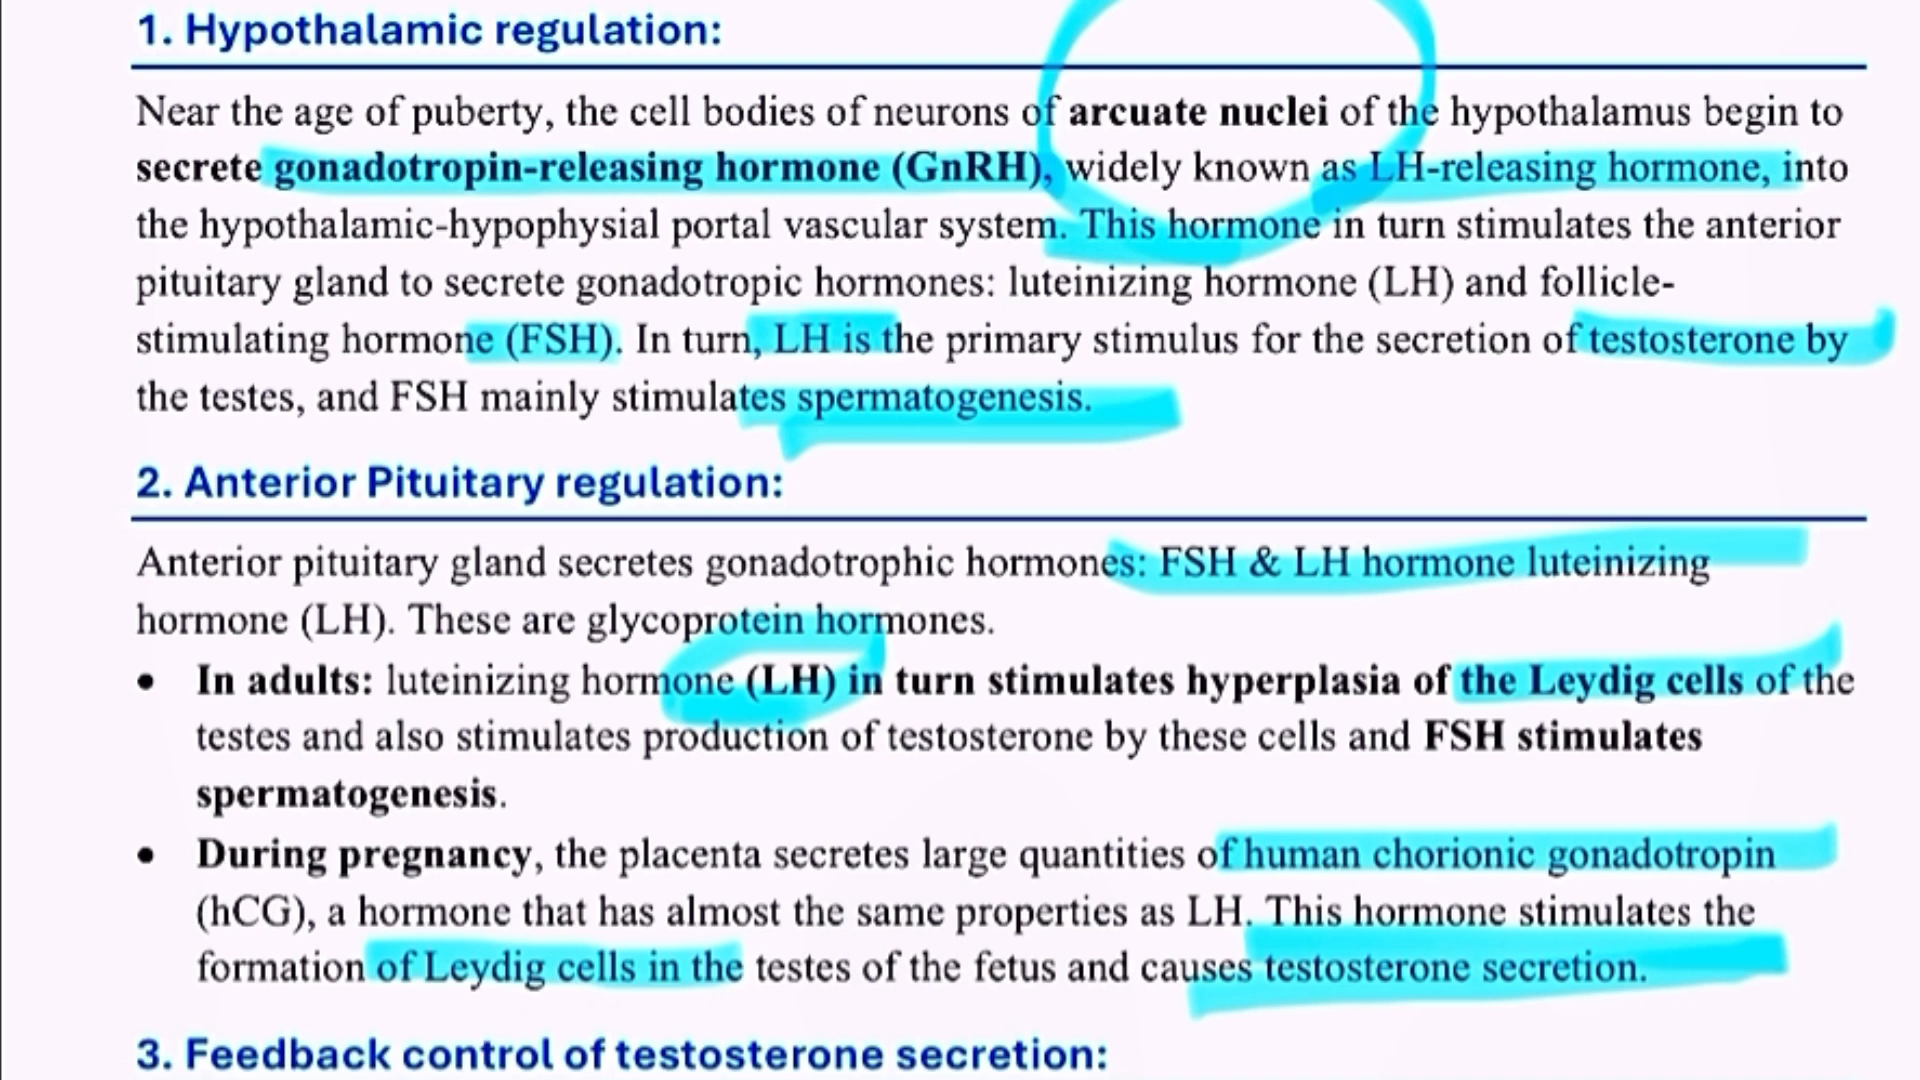 1. Hypothalamic regulation:
Near the age of puberty, the cell bodies of neurons of arcuate nuclei of the hypothalamus begin to
secrete gonadotropin-releasing hormone (GnRH), widely known as LH-releasing hormone, into
the hypothalamic-hypophysial portal vascular system. This hormone in turn stimulates the anterior
pituitary gland to secrete gonadotropic hormones: luteinizing hormone (LH) and follicle-
stimulating hormone (FSH). In turn, LH is the primary stimulus for the secretion of testosterone by
the testes, and FSH mainly stimulates spermatogenesis.
2. Anterior Pituitary regulation:
Anterior pituitary gland secretes gonadotrophic hormones: FSH & LH hormone luteinizing
hormone (LH). These are glycoprotein hormones.
• In adults: luteinizing hormone (LH) in turn stimulates hyperplasia of the Leydig cells of the
testes and also stimulates production of testosterone by these cells and FSH stimulates
spermatogenesis.
• During pregnancy, the placenta secretes large quantities of human chorionic gonadotropin
(hCG), a hormone that has almost the same properties as LH. This hormone stimulates the
formation of Leydig cells in the testes of the fetus and causes testosterone secretion.
3. Feedback control of testosterone secretion: